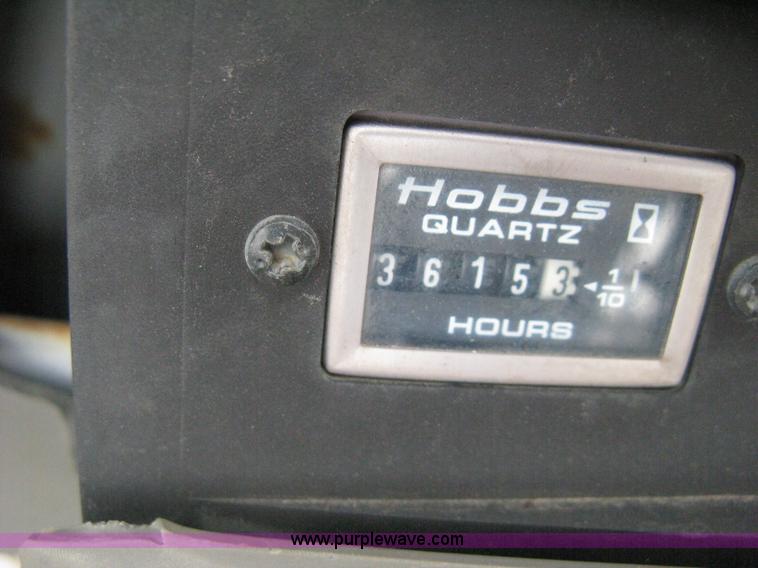 Hobbs
QUARTZ
3 6 1 5 3 ◄ 1/10
HOURS
www.purplewave.com